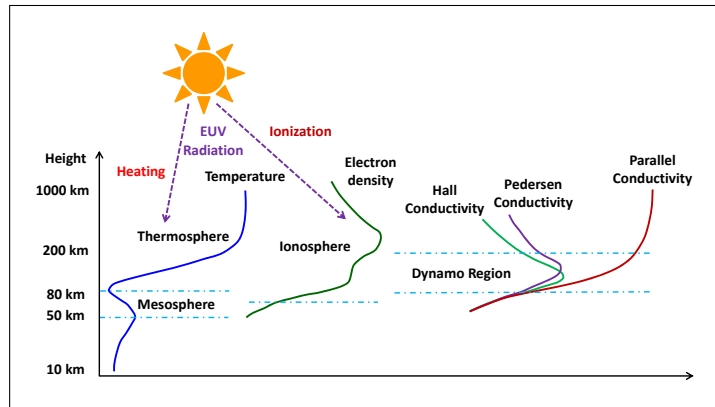 EUV
Radiation
Ionization
Heating
Height
1000 km
200 km
80 km
50 km
10 km
Temperature
Thermosphere
Mesosphere
Electron
density
Ionosphere
Hall
Conductivity
Pedersen
Conductivity
Parallel
Conductivity
Dynamo Region